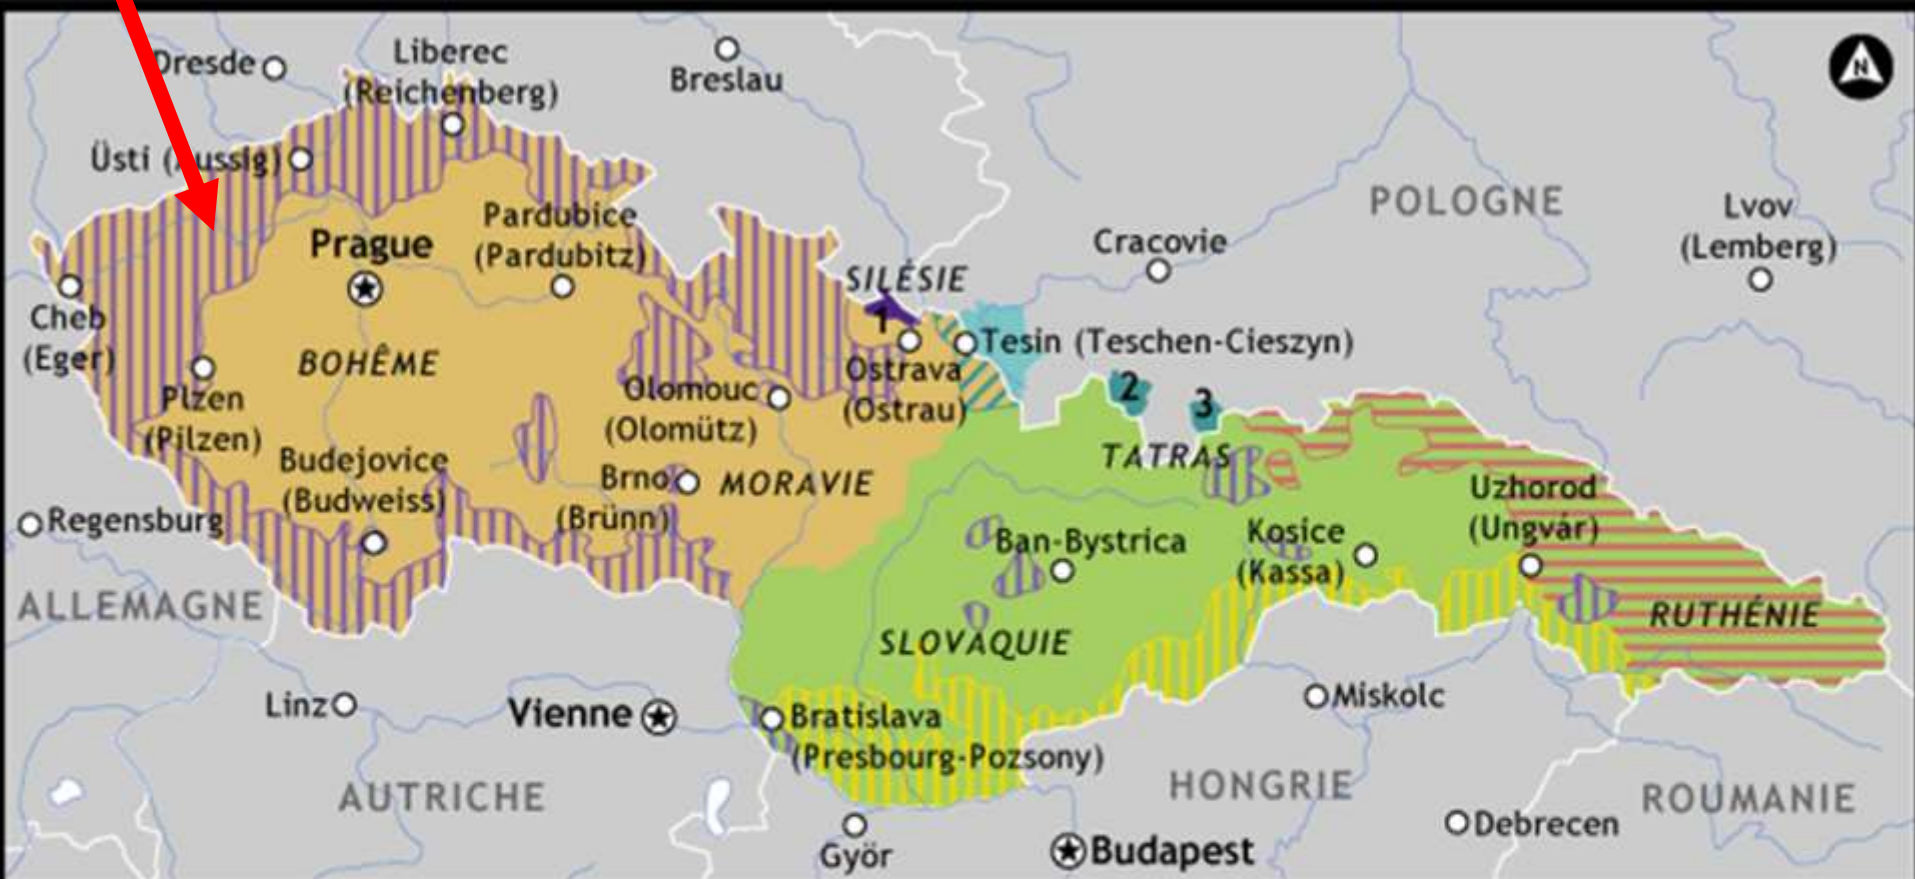 Dresde
Liberec
(Reichenberg)
Breslau
Üsti (Aussig)
POLOGNE
Lvov
(Lemberg)
N
Prague
Pardubice
(Pardubitz)
Cracovie
SILÉSIE
1
Cheb
(Eger)
BOHÊME
Tesin (Teschen-Cieszyn)
Ostrava
(Ostrau)
2
3
Plzen
(Pilzen)
Olomouc
(Olomütz)
TATRAS
Budejovice
(Budweiss)
Brno
(Brünn)
MORAVIE
Uzhorod
(Ungvár)
Regensburg
Ban-Bystrica
Kosice
(Kassa)
ALLEMAGNE
SLOVAQUIE
RUTHÉNIE
Linz
Vienne
Bratislava
(Presbourg-Pozsony)
Miskolc
AUTRICHE
HONGRIE
ROUMANIE
Györ
Budapest
Debrecen